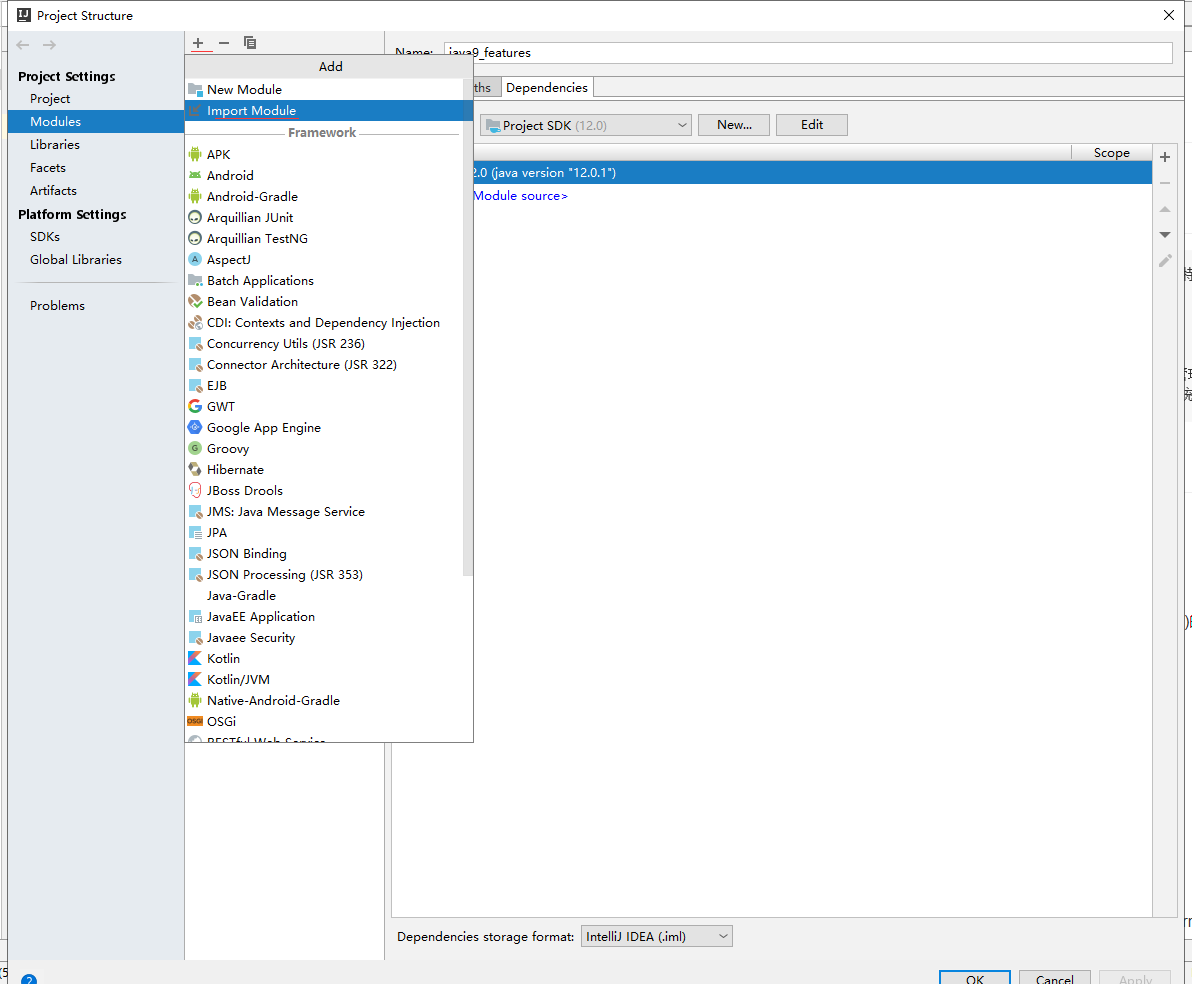 Project Structure
Project Settings
Project
Modules
Libraries
Facets
Artifacts
Platform Settings
SDKs
Global Libraries
Problems
Add
New Module
Import Module
Framework
APK
Android
Android-Gradle
Arquillian JUnit
Arquillian TestNG
AspectJ
Batch Applications
Bean Validation
CDI: Contexts and Dependency Injection
Concurrency Utils (JSR 236)
Connector Architecture (JSR 322)
EJB
GWT
Google App Engine
Groovy
Hibernate
JBoss Drools
JMS: Java Message Service
JPA
JSON Binding
JSON Processing (JSR 353)
Java-Gradle
JavaEE Application
Javaee Security
Kotlin
Kotlin/JVM
Native-Android-Gradle
OSGi
RESTful Web Service
Name: java9_features
ths Dependencies
Project SDK (12.0) New... Edit
Scope
2.0 (java version "12.0.1")
Module source>
Dependencies storage format: IntelliJ IDEA (.iml)
OK Cancel Apply